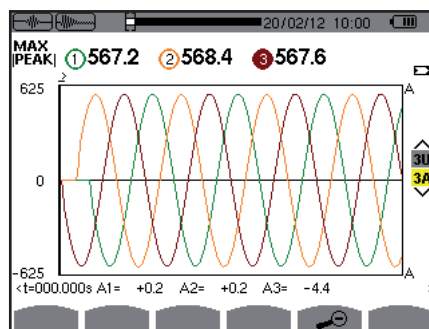 20/02/12 10:00
MAX
|PEAK| 1 567.2 2 568.4 3 567.6
625 A
3U
0
3A
-625 A
<t=000.000s A1= +0.2 A2= +0.2 A3= -4.4